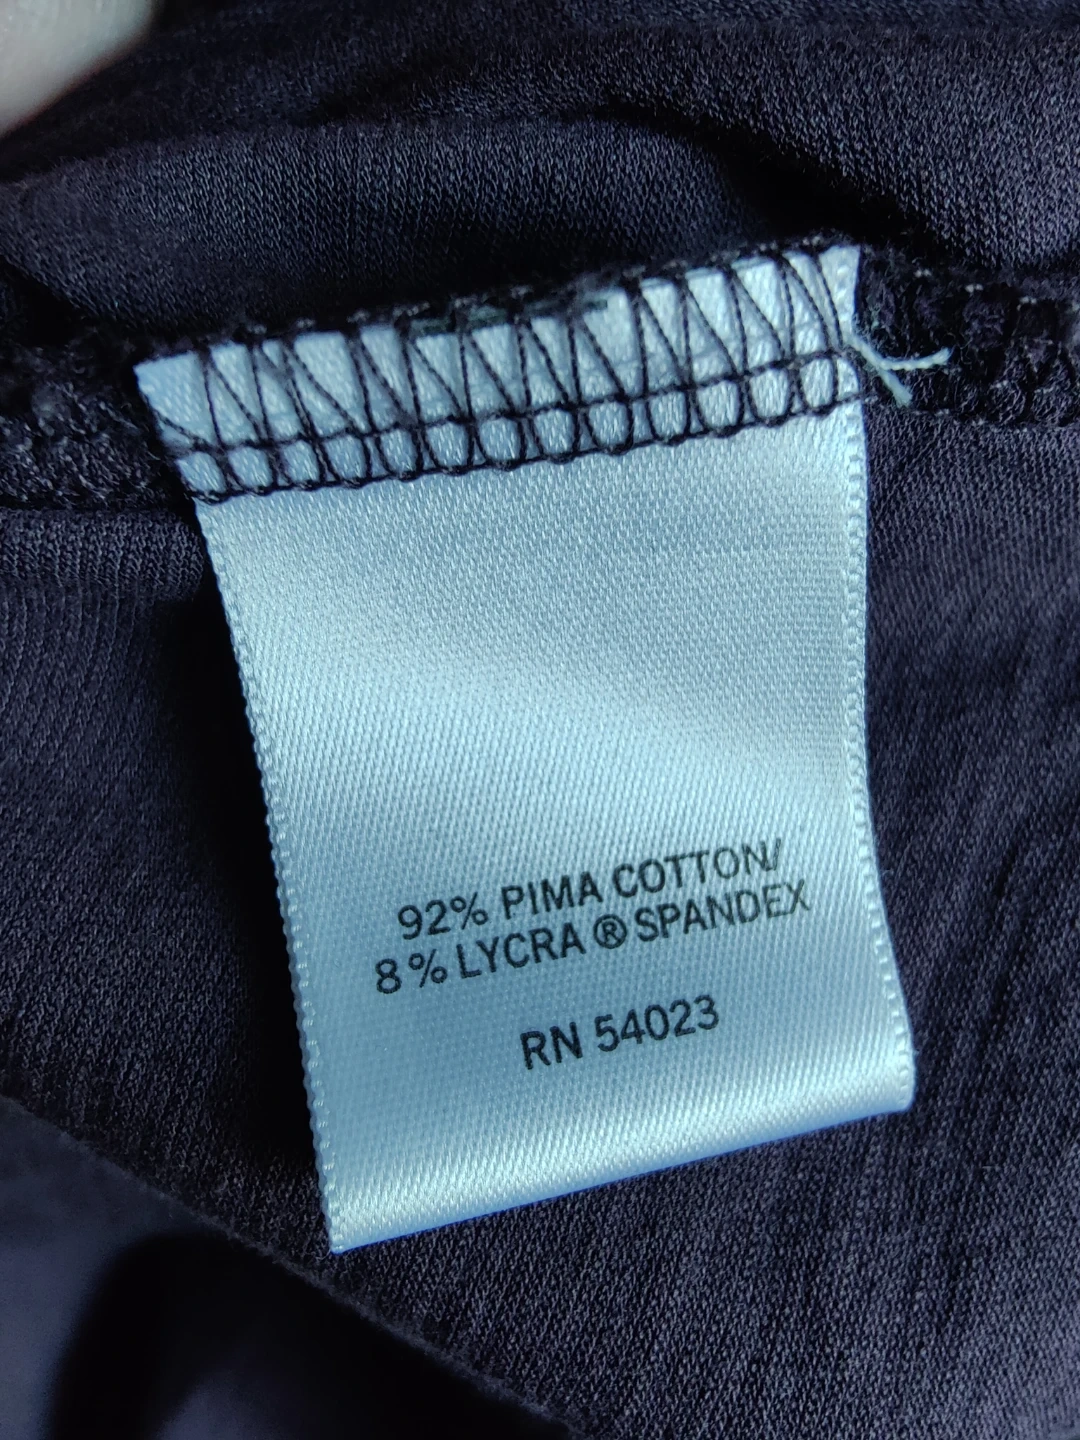 92% PIMA COTTON/
8% LYCRA ® SPANDEX
RN 54023